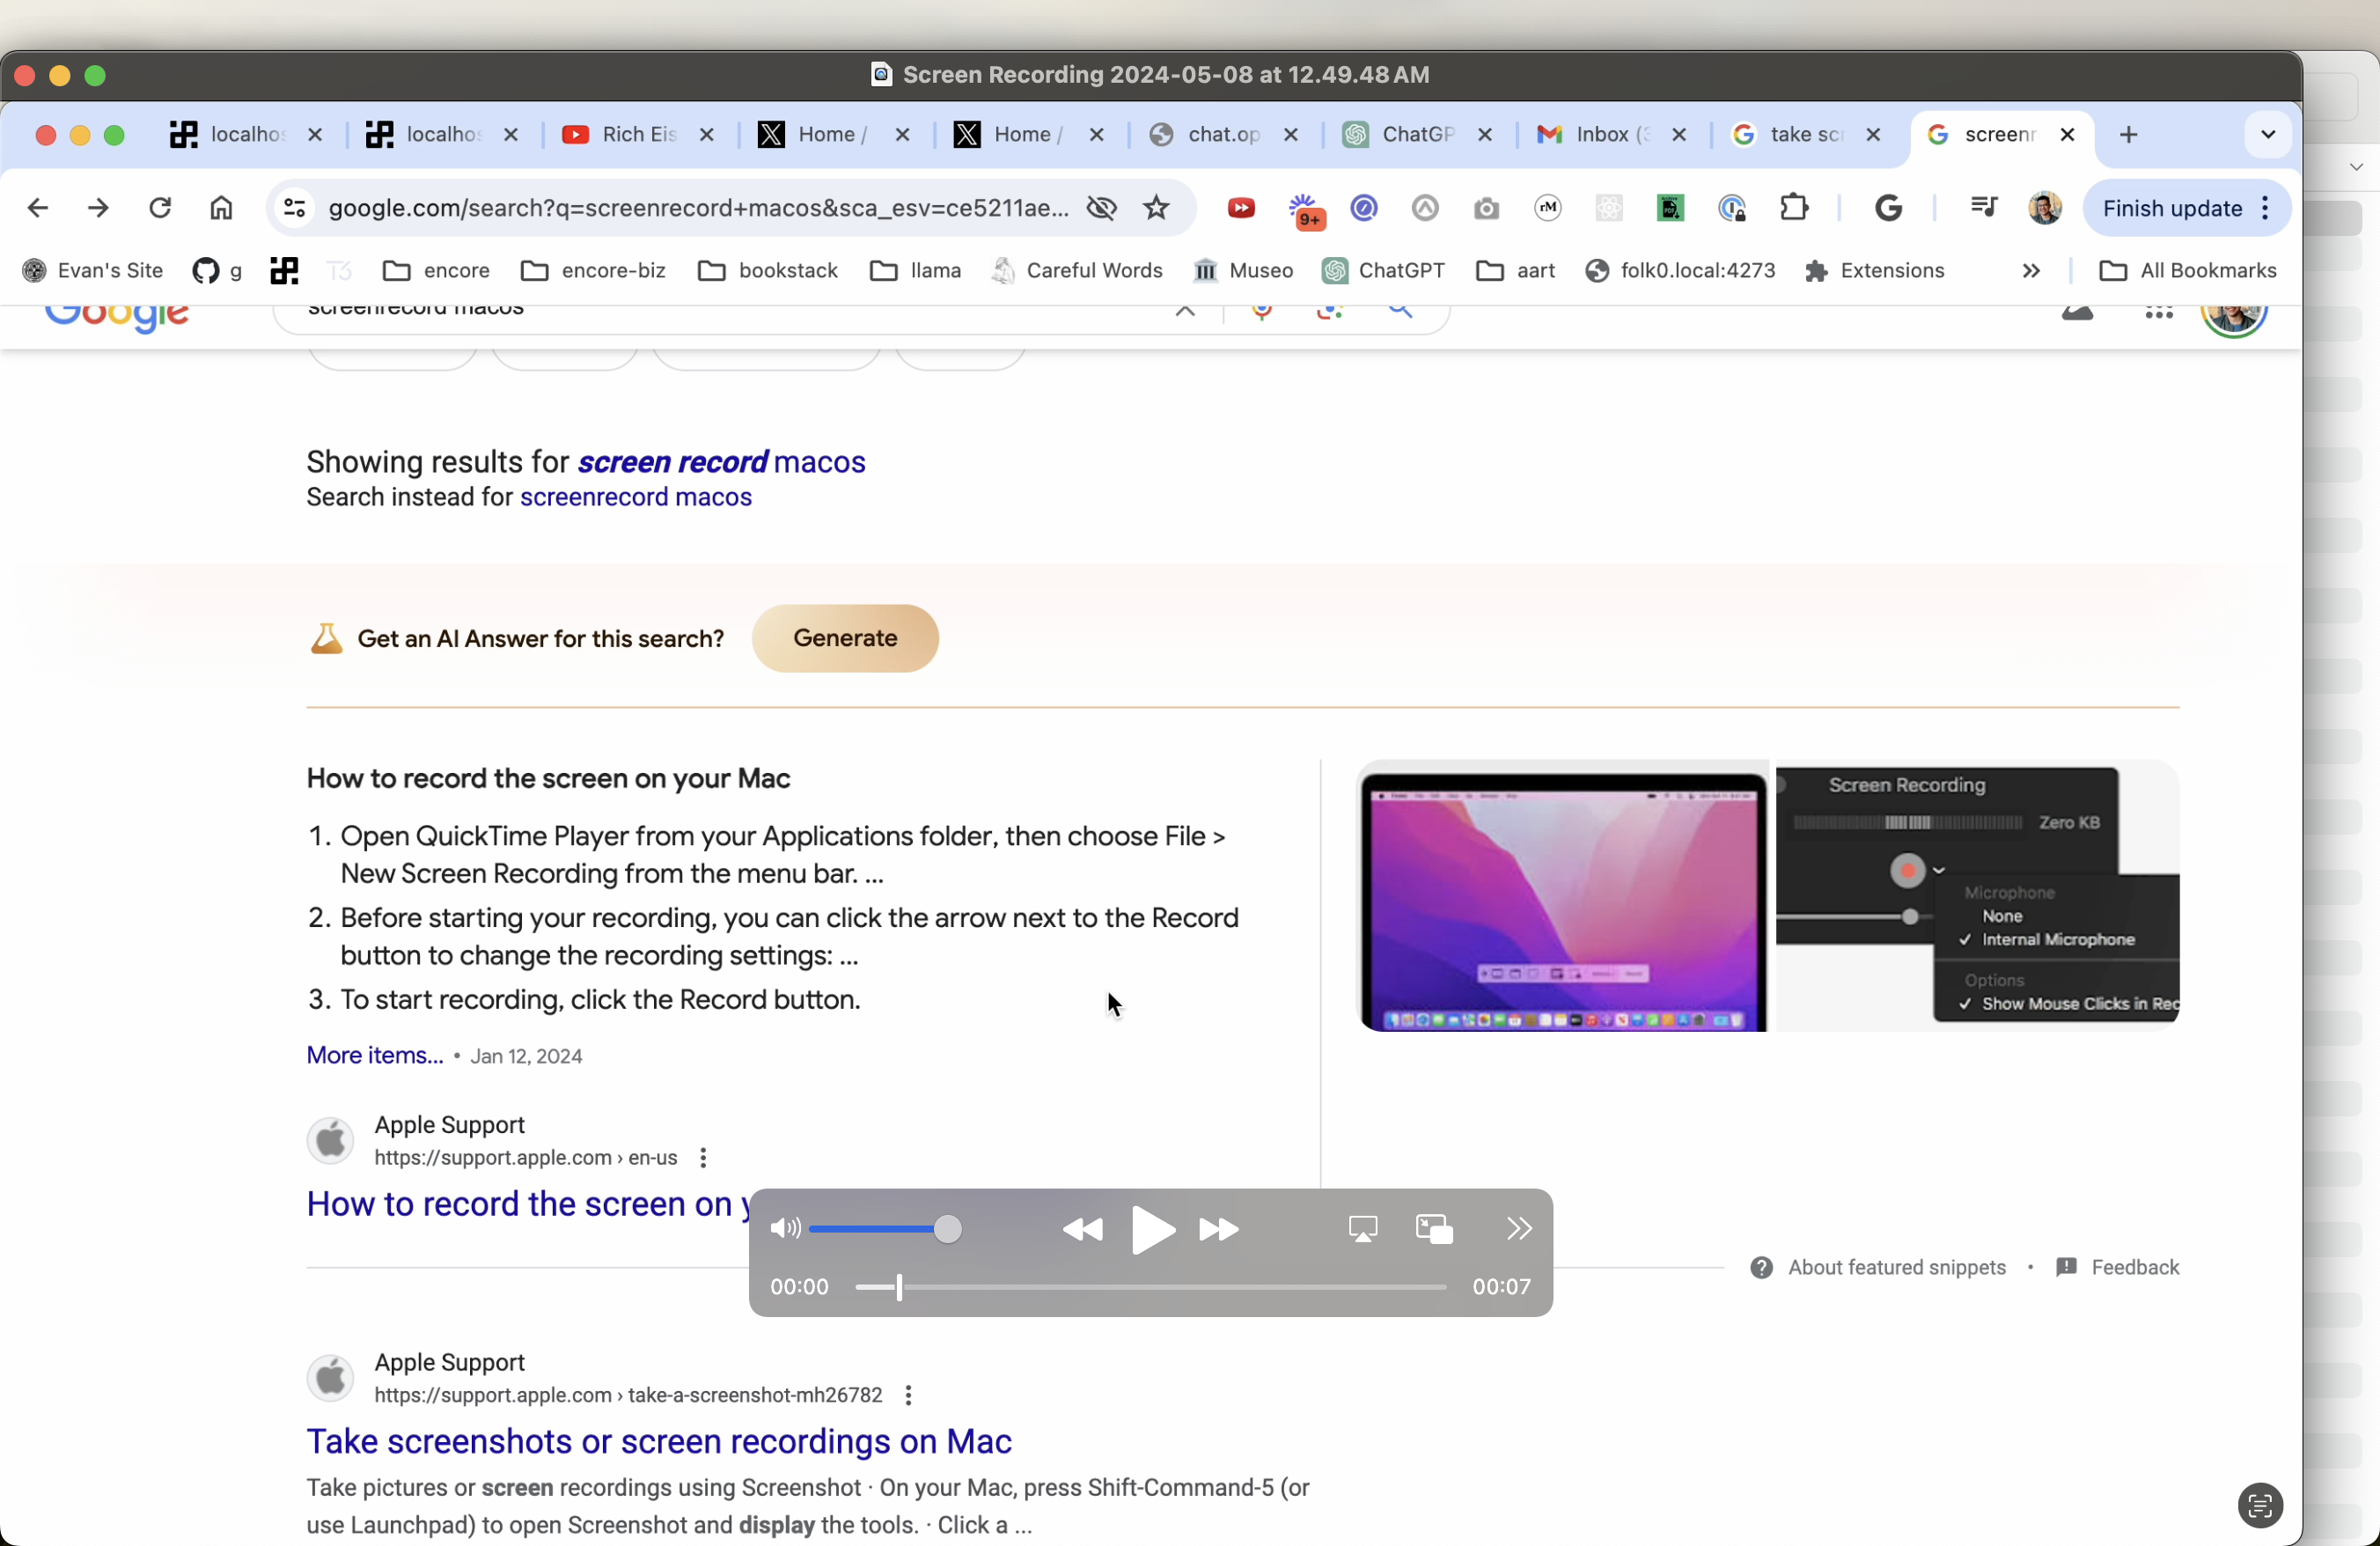 Screen Recording 2024-05-08 at 12.49.48 AM
localhos
localhos
Rich Eis
Home /
Home /
chat.op
ChatGP
Inbox (3
take scr
screenr
google.com/search?q=screenrecord+macos&sca_esv=ce5211ae...
9+
rM
Finish update
Evan's Site
g
T3
encore
encore-biz
bookstack
llama
Careful Words
Museo
ChatGPT
aart
folk0.local:4273
Extensions
All Bookmarks
Google
screenrecord macos
Showing results for screen record macos
Search instead for screenrecord macos
Get an AI Answer for this search?
Generate
How to record the screen on your Mac
1. Open QuickTime Player from your Applications folder, then choose File >
New Screen Recording from the menu bar. ...
2. Before starting your recording, you can click the arrow next to the Record
button to change the recording settings: ...
3. To start recording, click the Record button.
More items... • Jan 12, 2024
Screen Recording
Zero KB
Microphone
None
✓ Internal Microphone
Options
✓ Show Mouse Clicks in Rec
Apple Support
https://support.apple.com › en-us
How to record the screen on y
00:00
00:07
About featured snippets • Feedback
Apple Support
https://support.apple.com › take-a-screenshot-mh26782
Take screenshots or screen recordings on Mac
Take pictures or screen recordings using Screenshot · On your Mac, press Shift-Command-5 (or
use Launchpad) to open Screenshot and display the tools. · Click a ...